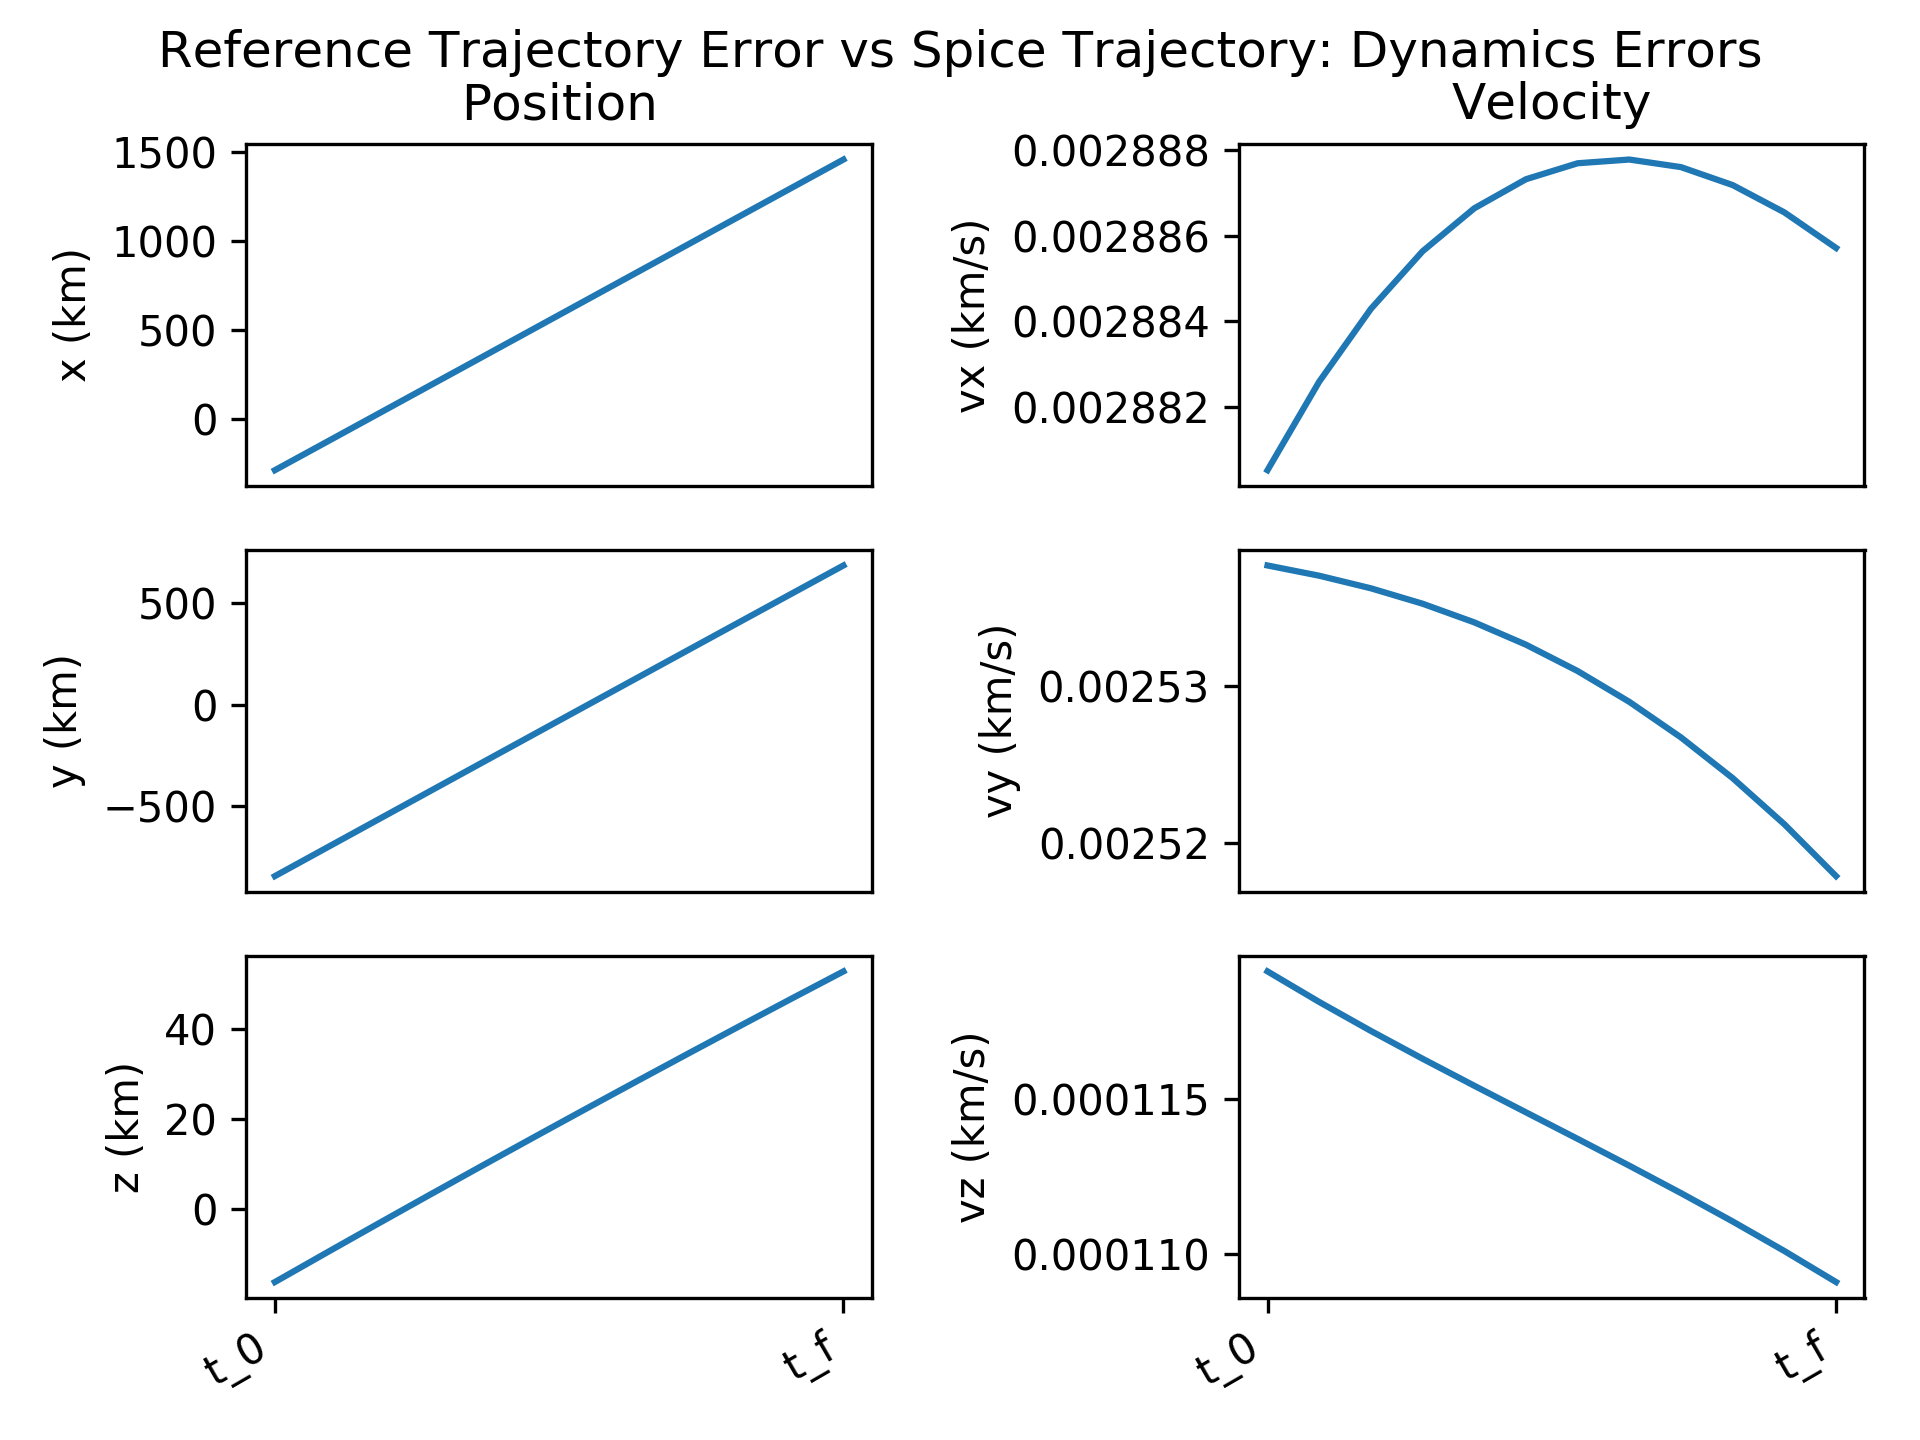 Reference Trajectory Error vs Spice Trajectory: Dynamics Errors
Position
Velocity
1500
1000
500
0
x (km)
0.002888
0.002886
0.002884
0.002882
vx (km/s)
500
0
−500
y (km)
0.00253
0.00252
vy (km/s)
40
20
0
z (km)
0.000115
0.000110
vz (km/s)
t_0
t_f
t_0
t_f